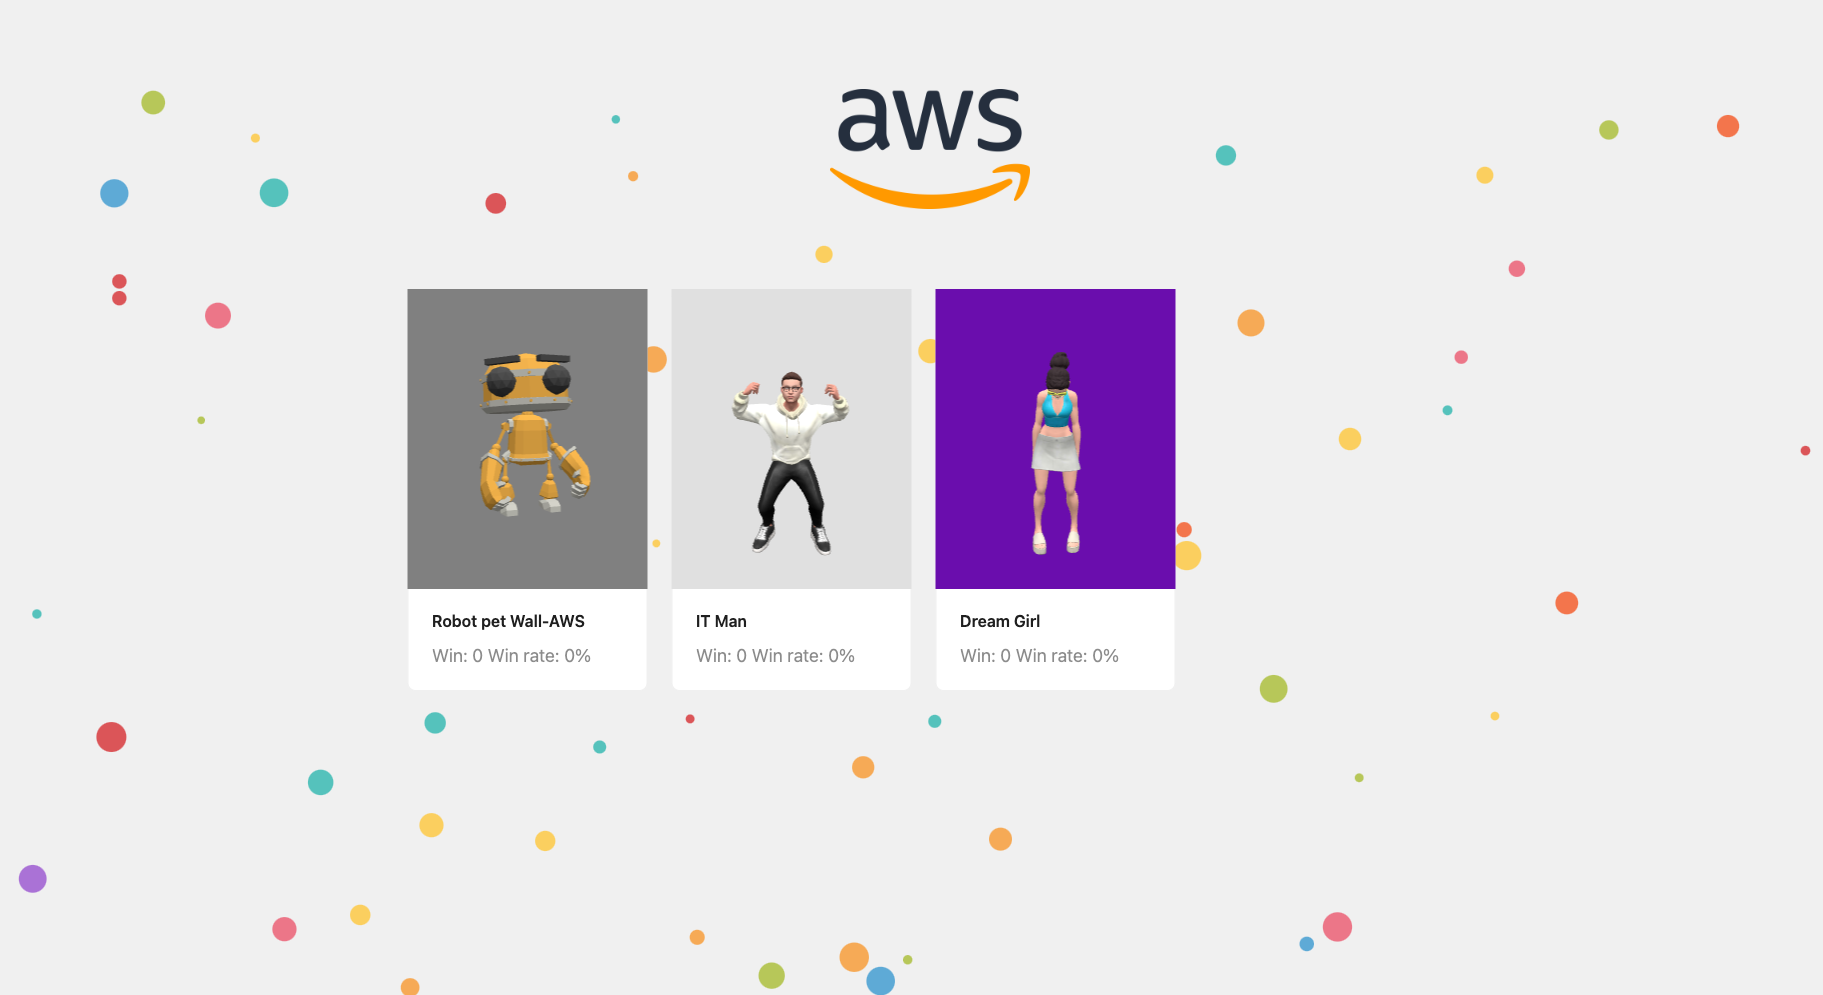 aws
Robot pet Wall-AWS
Win: 0 Win rate: 0%
IT Man
Win: 0 Win rate: 0%
Dream Girl
Win: 0 Win rate: 0%